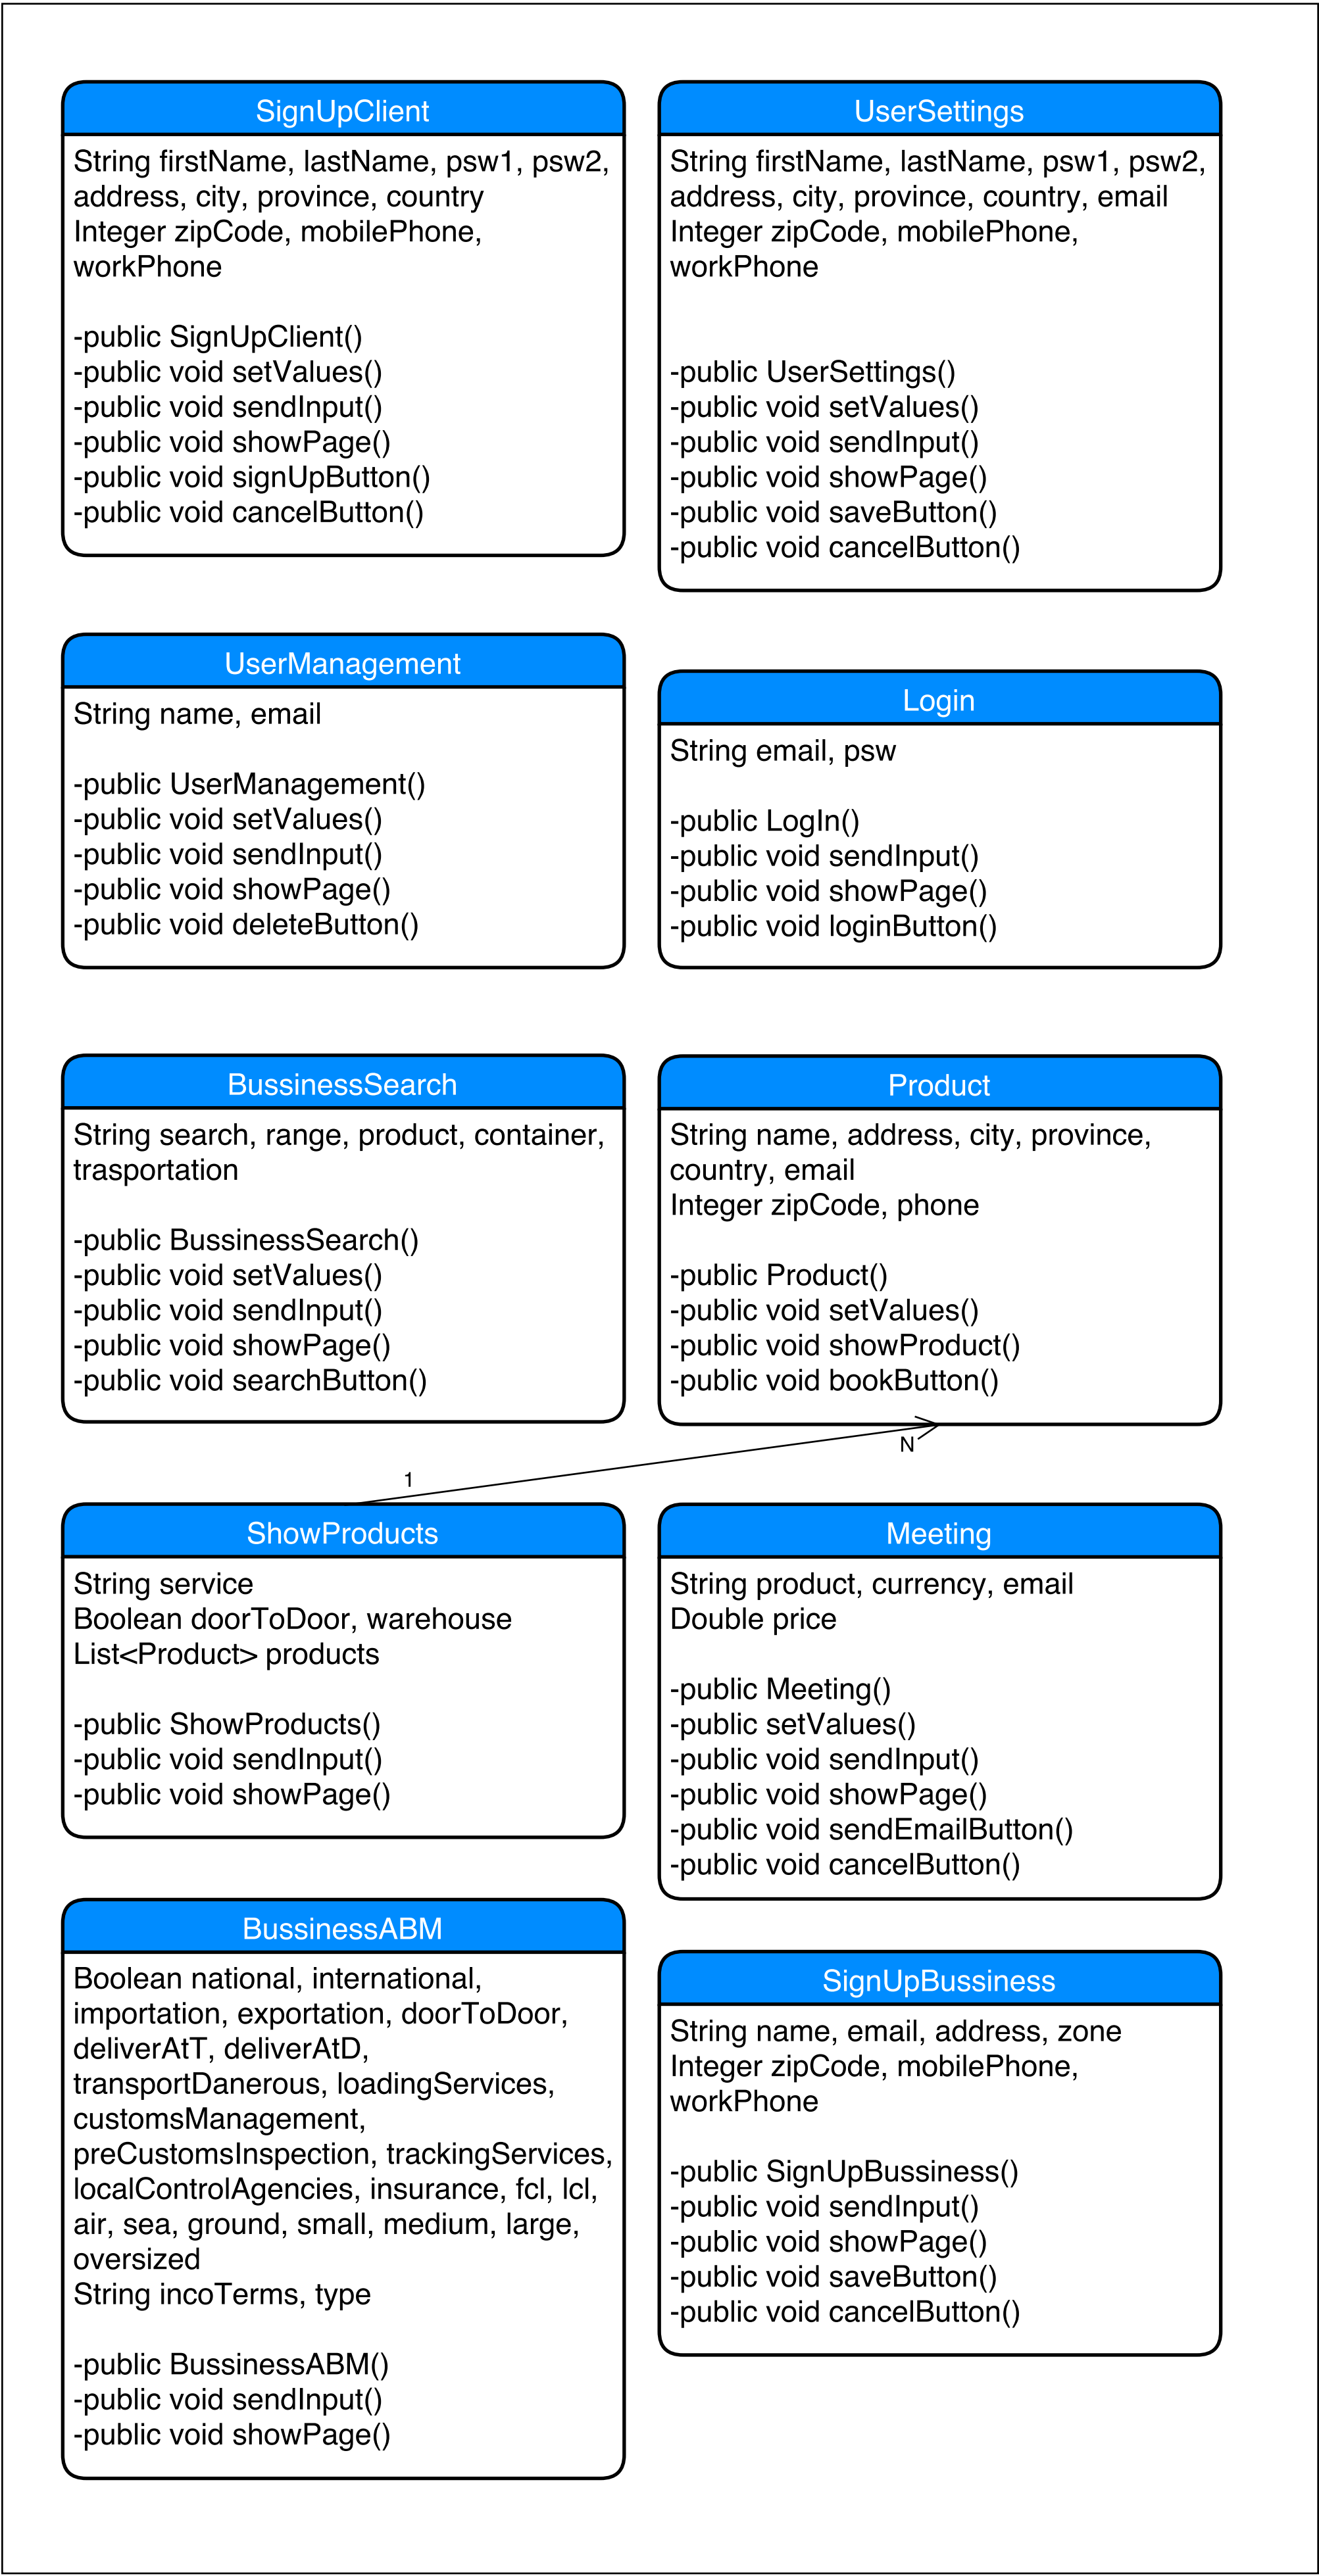 SignUpClient
String firstName, lastName, psw1, psw2,
address, city, province, country
Integer zipCode, mobilePhone,
workPhone
-public SignUpClient()
-public void setValues()
-public void sendInput()
-public void showPage()
-public void signUpButton()
-public void cancelButton()
UserSettings
String firstName, lastName, psw1, psw2,
address, city, province, country, email
Integer zipCode, mobilePhone,
workPhone
-public UserSettings()
-public void setValues()
-public void sendInput()
-public void showPage()
-public void saveButton()
-public void cancelButton()
UserManagement
String name, email
-public UserManagement()
-public void setValues()
-public void sendInput()
-public void showPage()
-public void deleteButton()
Login
String email, psw
-public LogIn()
-public void sendInput()
-public void showPage()
-public void loginButton()
BussinessSearch
String search, range, product, container,
trasportation
-public BussinessSearch()
-public void setValues()
-public void sendInput()
-public void showPage()
-public void searchButton()
Product
String name, address, city, province,
country, email
Integer zipCode, phone
-public Product()
-public void setValues()
-public void showProduct()
-public void bookButton()
N
1
ShowProducts
String service
Boolean doorToDoor, warehouse
List<Product> products
-public ShowProducts()
-public void sendInput()
-public void showPage()
Meeting
String product, currency, email
Double price
-public Meeting()
-public setValues()
-public void sendInput()
-public void showPage()
-public void sendEmailButton()
-public void cancelButton()
BussinessABM
Boolean national, international,
importation, exportation, doorToDoor,
deliverAtT, deliverAtD,
transportDanerous, loadingServices,
customsManagement,
preCustomsInspection, trackingServices,
localControlAgencies, insurance, fcl, lcl,
air, sea, ground, small, medium, large,
oversized
String incoTerms, type
-public BussinessABM()
-public void sendInput()
-public void showPage()
SignUpBussiness
String name, email, address, zone
Integer zipCode, mobilePhone,
workPhone
-public SignUpBussiness()
-public void sendInput()
-public void showPage()
-public void saveButton()
-public void cancelButton()